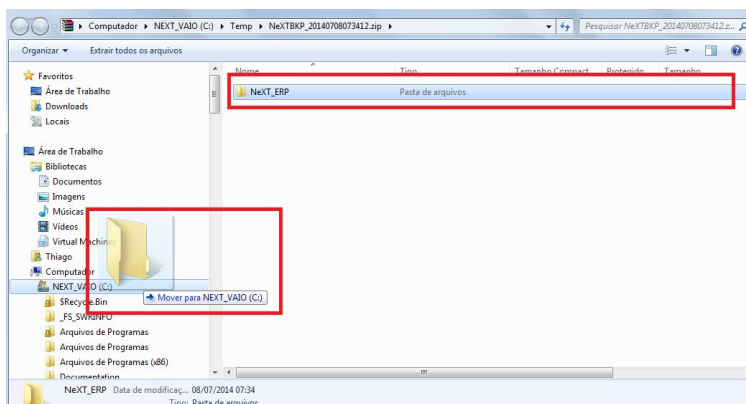 Computador ▸ NEXT_VAIO (C:) ▸ Temp ▸ NeXTBKP_20140708073412.zip ▸
Pesquisar NeXTBKP_20140708073412.z...
Organizar
Extrair todos os arquivos
Nome
Tipo
Tamanho Compact...
Protegido
Tamanho
NeXT_ERP
Pasta de arquivos
Favoritos
Área de Trabalho
Downloads
Locais
Área de Trabalho
Bibliotecas
Documentos
Imagens
Músicas
Vídeos
Virtual Machines
Thiago
Computador
NEXT_VAIO (C:)
Mover para NEXT_VAIO (C:)
$Recycle.Bin
_FS_SWRINFO
Arquivos de Programas
Arquivos de Programas
Arquivos de Programas (x86)
Documentation
NeXT_ERP Data de modificaç... 08/07/2014 07:34
Tipo: Pasta de arquivos